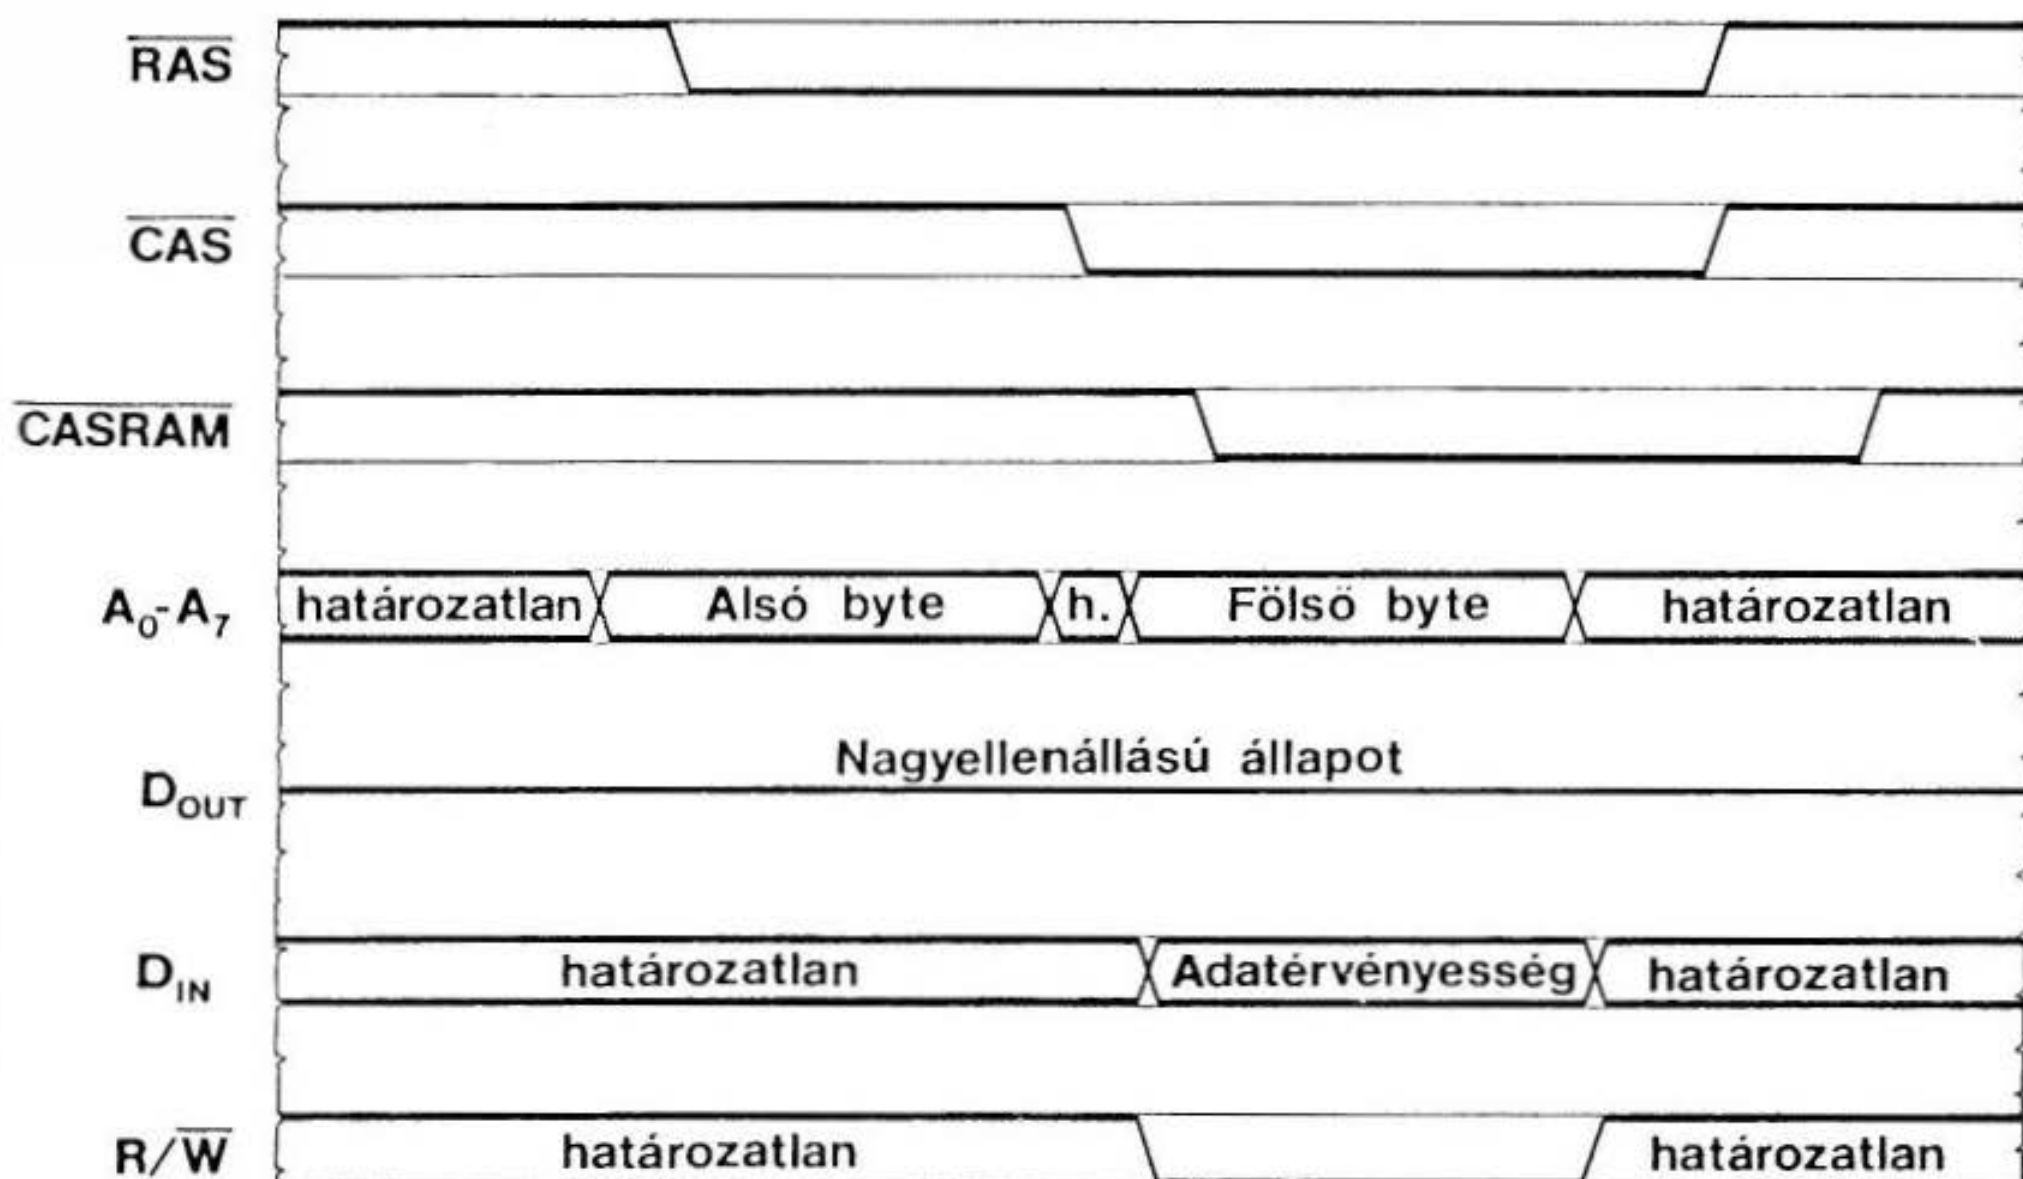 RAS
CAS
CASRAM
A0-A7 határozatlan Alsó byte h. Fölsö byte határozatlan
Nagyellenállású állapot
DOUT
DIN határozatlan Adatérvényesség határozatlan
R/W határozatlan határozatlan